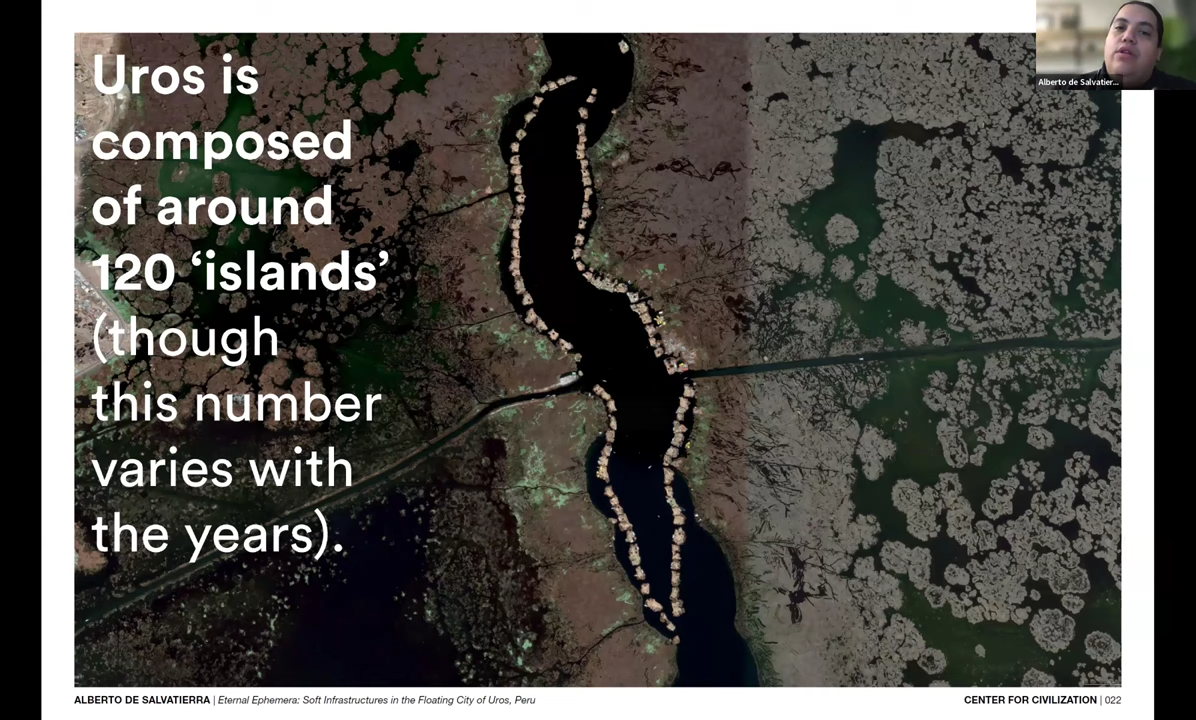 Alberto de Salvatier...
Uros is
composed
of around
120 ‘islands’
(though
this number
varies with
the years).
ALBERTO DE SALVATIERRA | Eternal Ephemera: Soft Infrastructures in the Floating City of Uros, Peru
CENTER FOR CIVILIZATION | 022